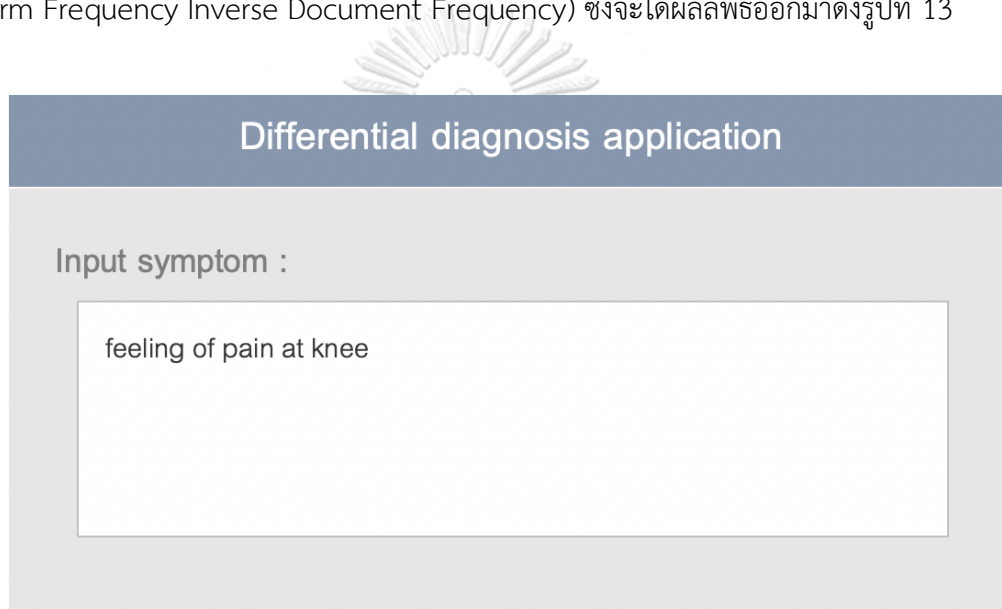 rm Frequency Inverse Document Frequency) ซึ่งจะได้ผลลัพธ์ออกมาดังรูปที่ 13
Differential diagnosis application
Input symptom :
feeling of pain at knee